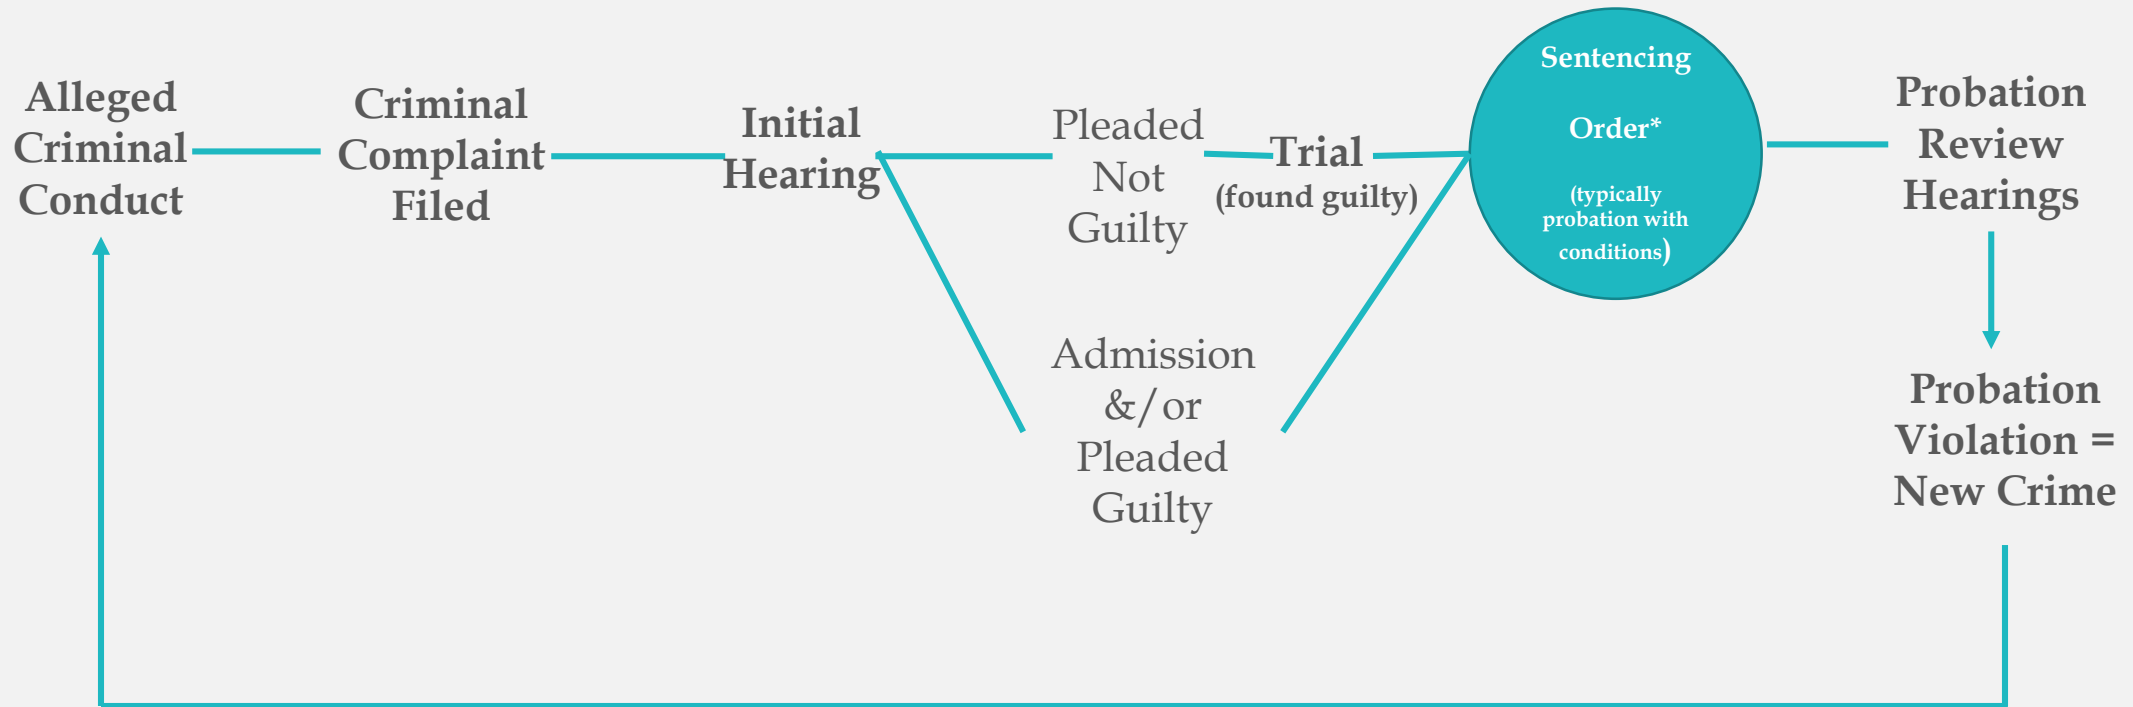 Alleged
Criminal
Conduct
Criminal
Complaint
Filed
Initial
Hearing
Pleaded
Not
Guilty
Trial
(found guilty)
Admission
&/or
Pleaded
Guilty
Sentencing
Order*
(typically
probation with
conditions)
Probation
Review
Hearings
Probation
Violation =
New Crime